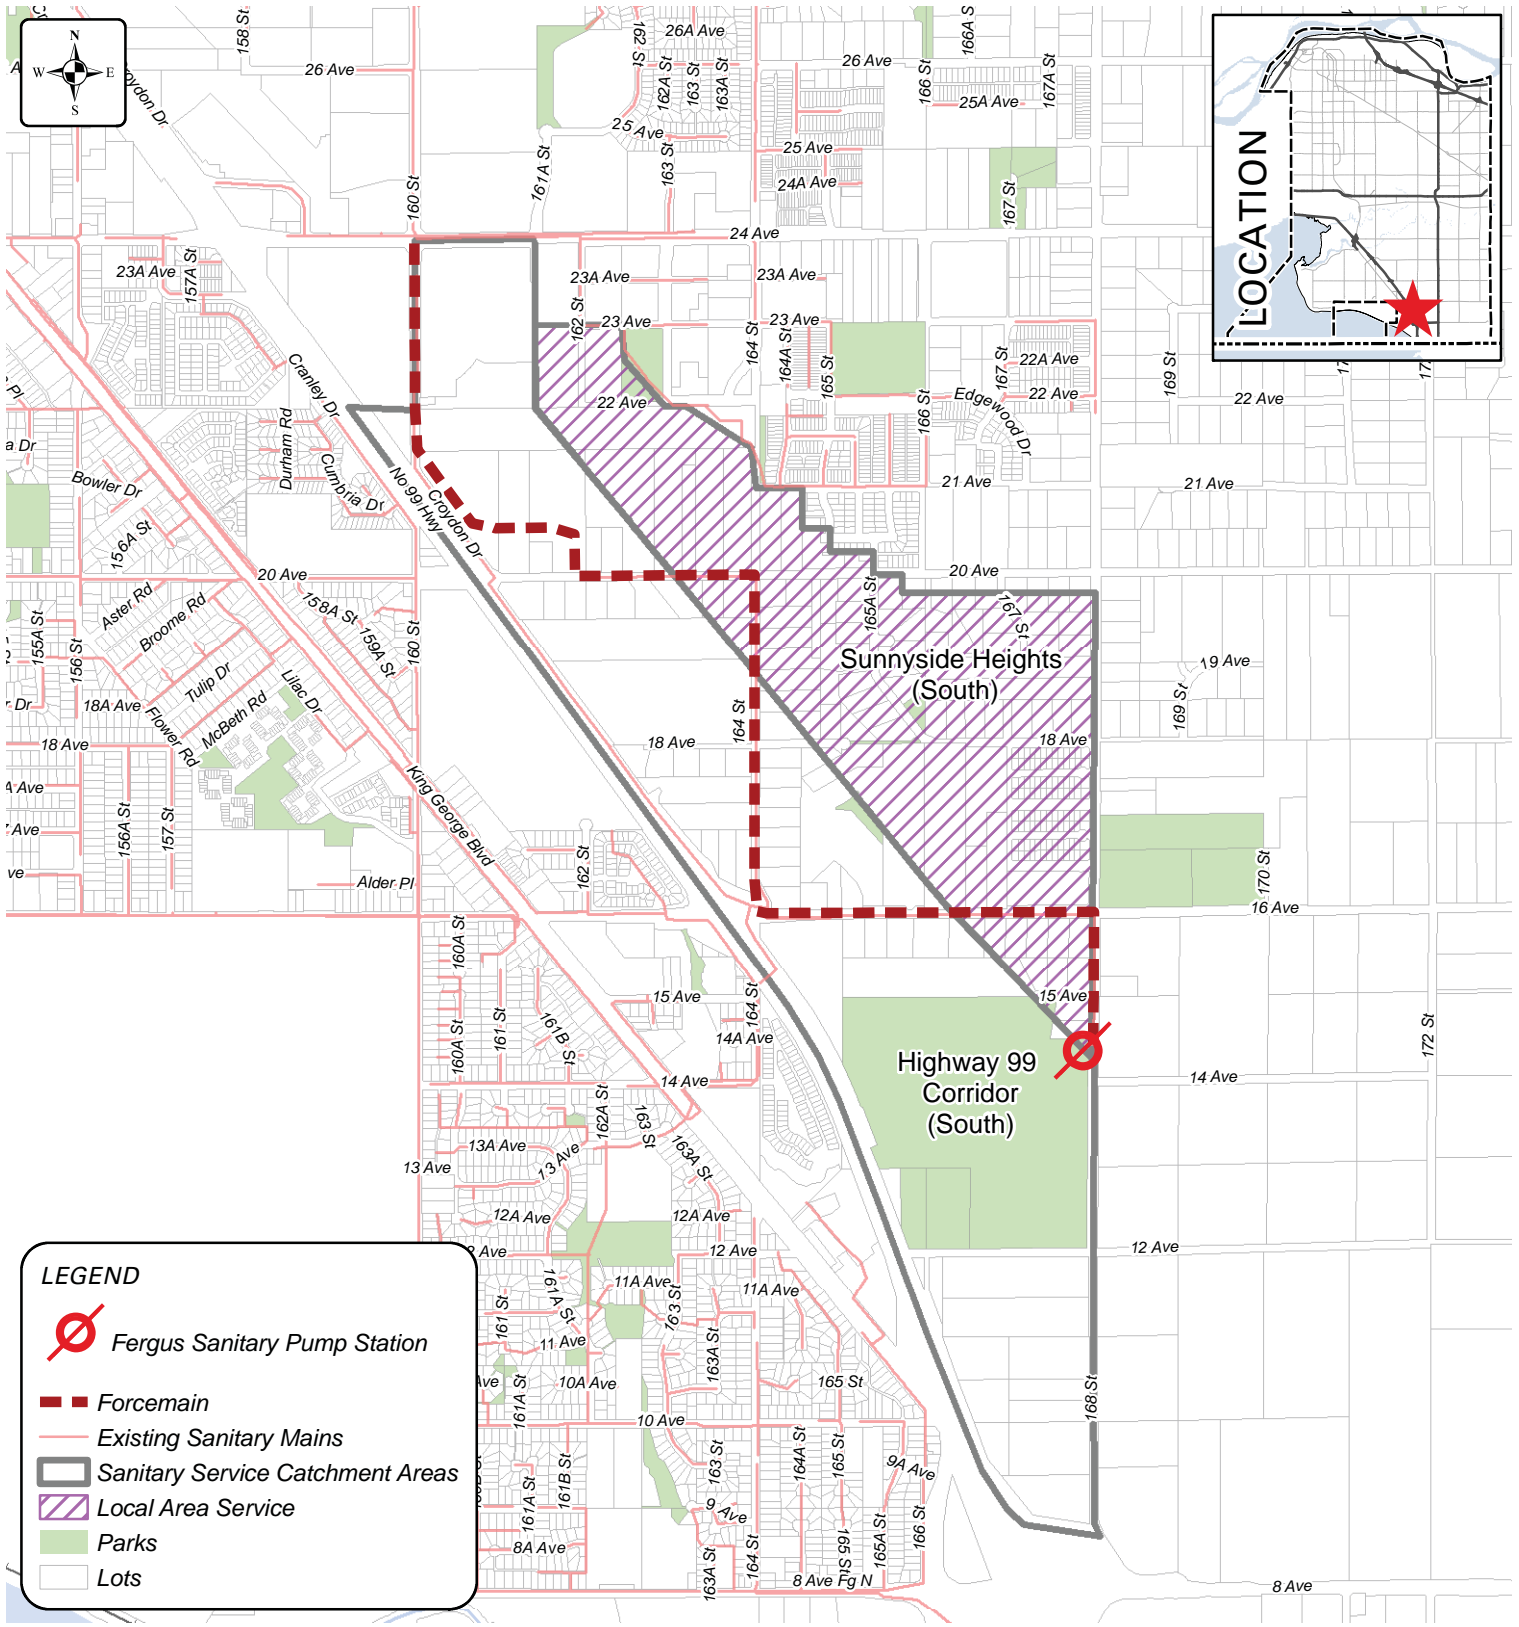 N
W
E
S
158 St
Croydon Dr
26 Ave
160 St
161A St
162 St
26A Ave
162A St
163 St
163A St
25 Ave
163 St
26 Ave
166A St
166 St
167A St
25A Ave
25 Ave
24A Ave
167 St
24 Ave
LOCATION
23A Ave
157A St
23A Ave
162 St
23 Ave
23A Ave
23 Ave
164 St
164A St
165 St
167 St
22A Ave
22 Ave
169 St
22 Ave
Cranley Dr
Durham Rd
Cumbria Dr
22 Ave
166 St
Edgewood Dr
a Dr
Bowler Dr
156A St
No 99 Hwy
Croydon Dr
21 Ave
21 Ave
20 Ave
20 Ave
Aster Rd
Broome Rd
158A St
159A St
160 St
155A St
156 St
165A St
167 St
Sunnyside Heights
(South)
19 Ave
169 St
Tulip Dr
Lilac Dr
McBeth Rd
18A Ave
Flower Rd
r Dr
18 Ave
18 Ave
164 St
18 Ave
King George Blvd
A Ave
156A St
157 St
162 St
170 St
Alder Pl
16 Ave
160A St
160A St
161 St
161B St
15 Ave
164 St
14A Ave
14 Ave
15 Ave
Highway 99
Corridor
(South)
172 St
14 Ave
162A St
163 St
163A St
13A Ave
13 Ave
13 Ave
12A Ave
12A Ave
12 Ave
12 Ave
161A St
11A Ave
163 St
11A Ave
161 St
11 Ave
163A St
10A Ave
161A St
165 St
168 St
10 Ave
163 St
164A St
165 St
9A Ave
161B St
161A St
9 Ave
8A Ave
163A St
164 St
165 St
165A St
166 St
8 Ave Fg N
8 Ave
LEGEND
Fergus Sanitary Pump Station
Forcemain
Existing Sanitary Mains
Sanitary Service Catchment Areas
Local Area Service
Parks
Lots